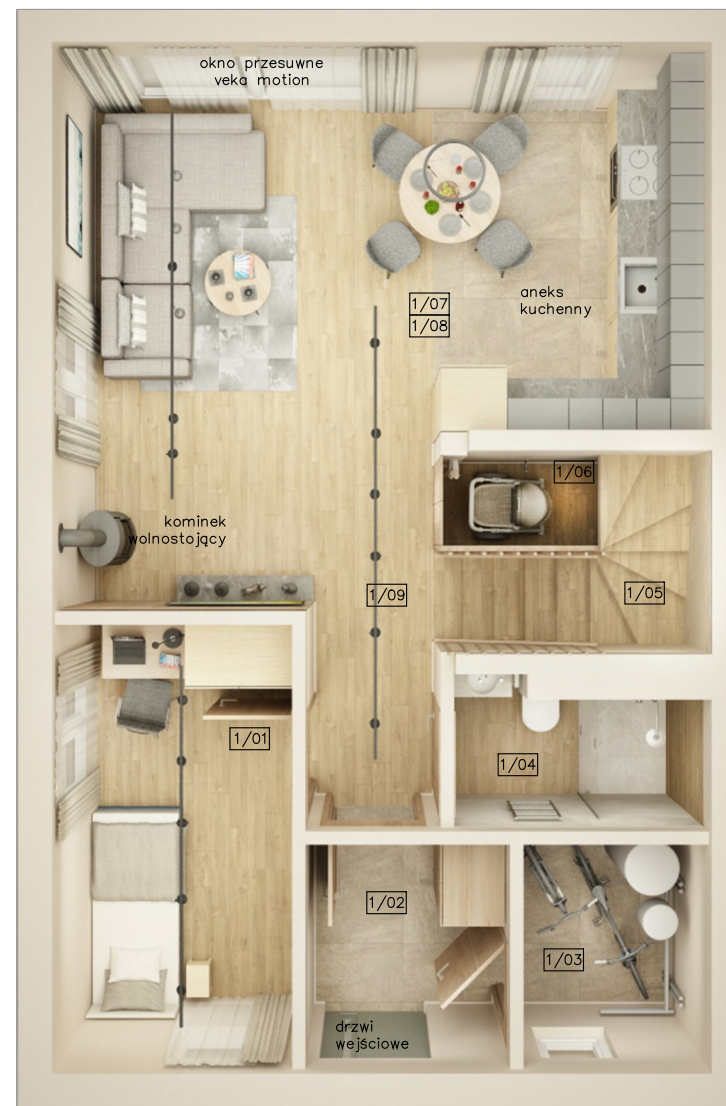 okno przesuwne
veka motion
1/07
1/08
aneks
kuchenny
1/06
kominek
wolnostojący
1/09
1/05
1/01
1/04
1/02
1/03
drzwi
wejściowe